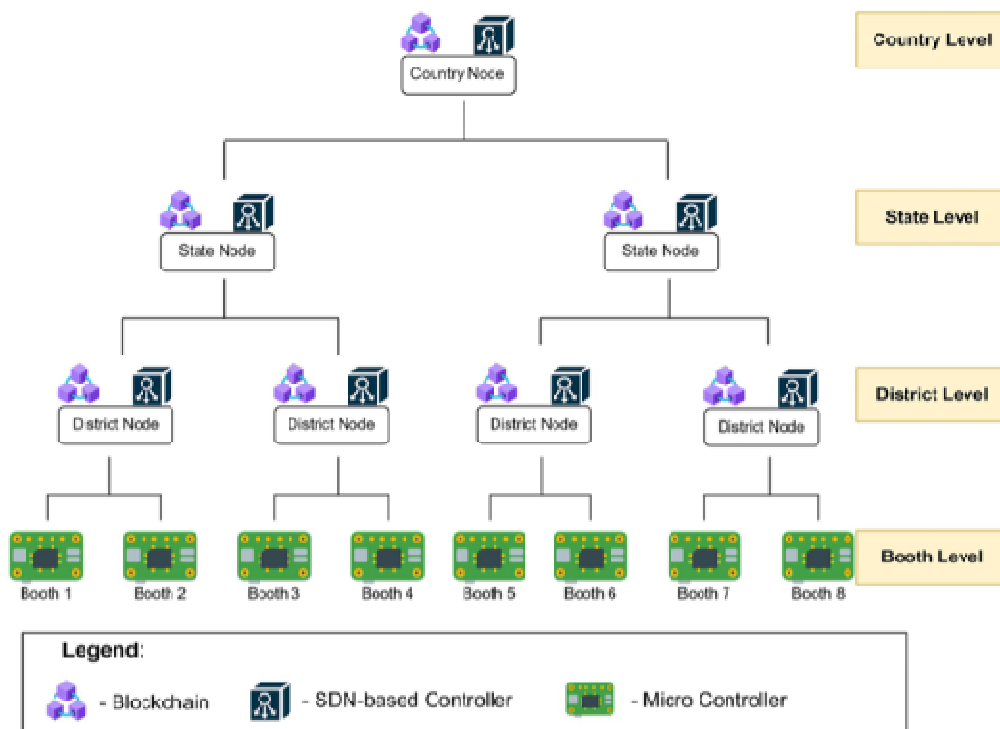 Country Level
Country Node
State Level
State Node
State Node
District Level
District Node
District Node
District Node
District Node
Booth Level
Booth 1
Booth 2
Booth 3
Booth 4
Booth 5
Booth 6
Booth 7
Booth 8
Legend:
- Blockchain
- SDN-based Controller
- Micro Controller